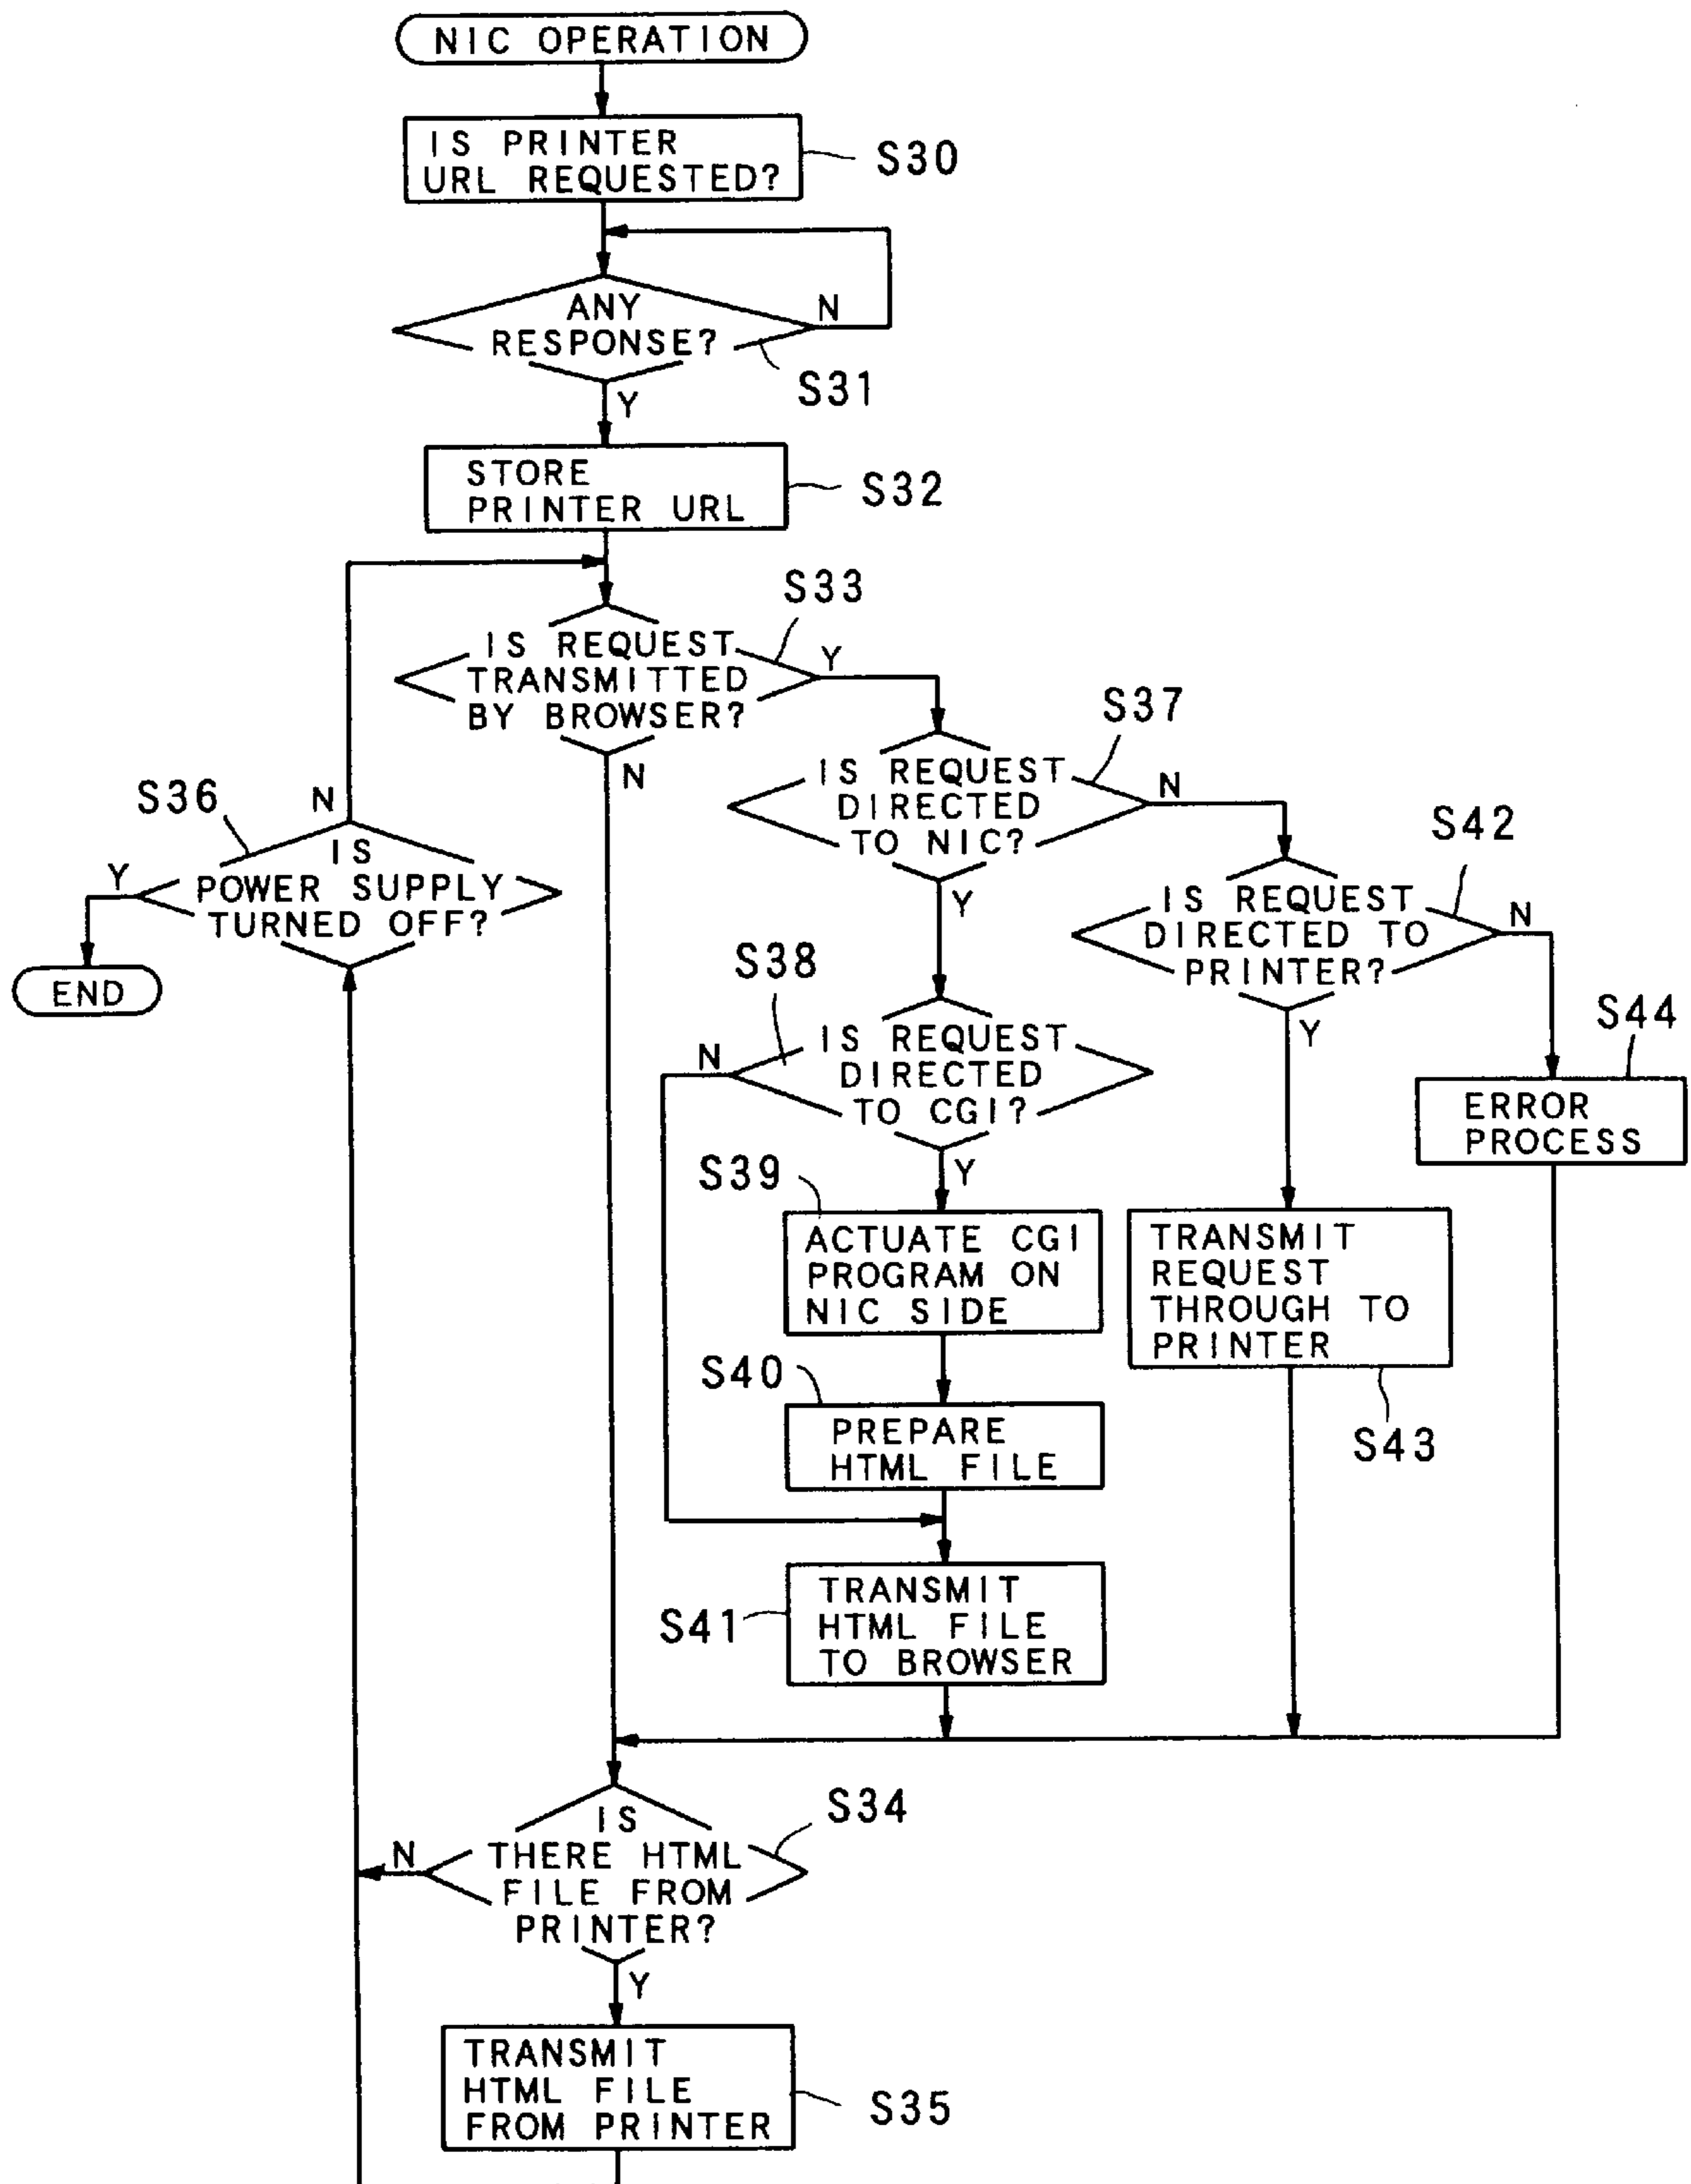 NIC OPERATION
IS PRINTER
URL REQUESTED?
S30
ANY
RESPONSE?
N
S31
Y
STORE
PRINTER URL
S32
S33
IS REQUEST
TRANSMITTED
BY BROWSER?
Y
N
S37
IS REQUEST
DIRECTED
TO NIC?
N
Y
S36
N
IS
POWER SUPPLY
TURNED OFF?
Y
END
S42
IS REQUEST
DIRECTED TO
PRINTER?
N
Y
S38
IS REQUEST
DIRECTED
TO CGI?
N
Y
S44
ERROR
PROCESS
S39
ACTUATE CGI
PROGRAM ON
NIC SIDE
TRANSMIT
REQUEST
THROUGH TO
PRINTER
S43
S40
PREPARE
HTML FILE
S41
TRANSMIT
HTML FILE
TO BROWSER
S34
IS
THERE HTML
FILE FROM
PRINTER?
N
Y
TRANSMIT
HTML FILE
FROM PRINTER
S35